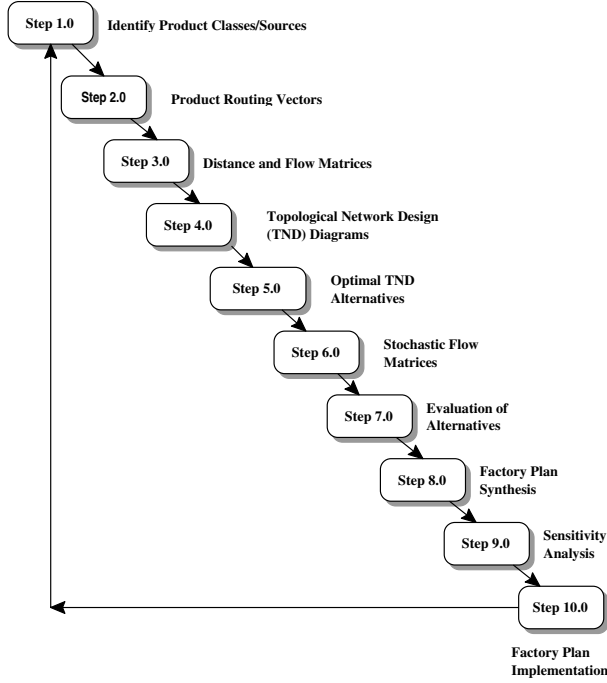 Step 1.0
Identify Product Classes/Sources
Step 2.0
Product Routing Vectors
Step 3.0
Distance and Flow Matrices
Step 4.0
Topological Network Design
(TND) Diagrams
Step 5.0
Optimal TND
Alternatives
Step 6.0
Stochastic Flow
Matrices
Step 7.0
Evaluation of
Alternatives
Step 8.0
Factory Plan
Synthesis
Step 9.0
Sensitivity
Analysis
Step 10.0
Factory Plan
Implementation